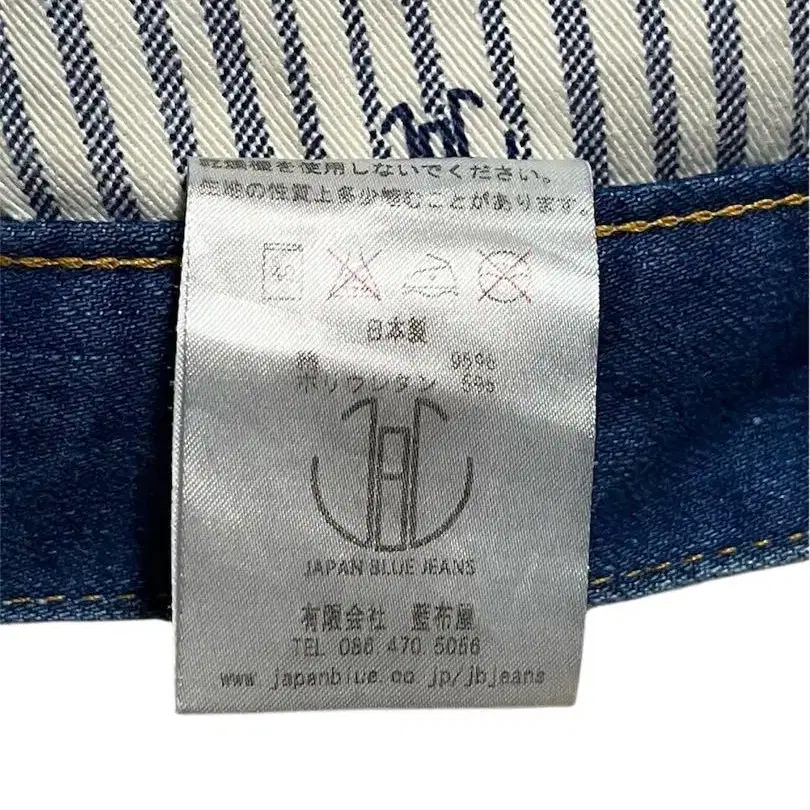 乾燥機を使用しないでください。
生地の性質上多少縮むことがあります。
日本製
綿 95%
ポリウレタン 5%
JAPAN BLUE JEANS
有限会社 藍布屋
TEL 086 470 5056
www japanblue co jp/jbjeans